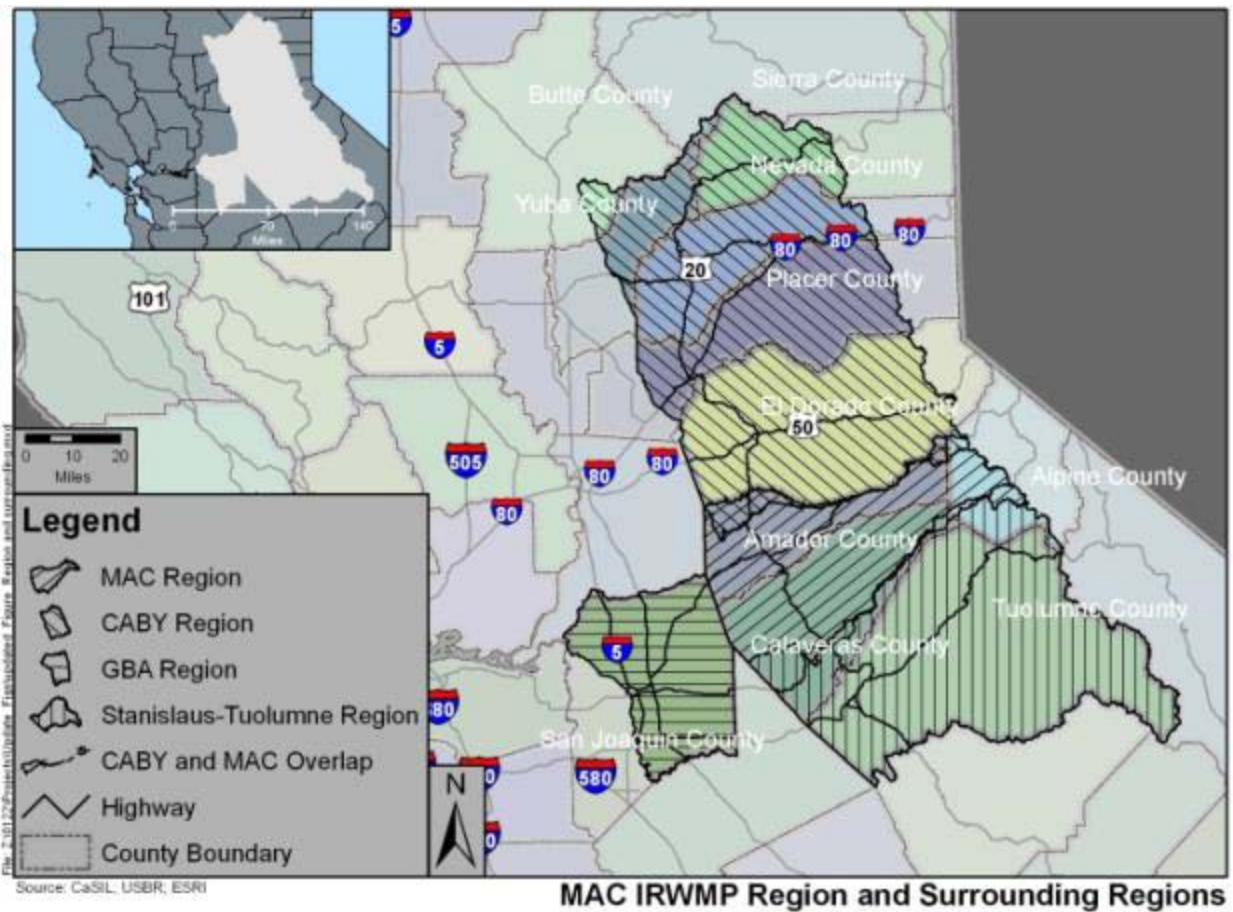 0 70 140
Miles
5
Sierra County
Butte County
Nevada County
Yuba County
80
80
80
20
Placer County
101
5
El Dorado County
50
0 10 20
Miles
505
80
80
80
Alpine County
Amador County
Tuolumne County
Calaveras County
5
San Joaquin County
580
Legend
MAC Region
CABY Region
GBA Region
Stanislaus-Tuolumne Region
CABY and MAC Overlap
Highway
County Boundary
N
Source: CaSIL; USBR; ESRI
MAC IRWMP Region and Surrounding Regions